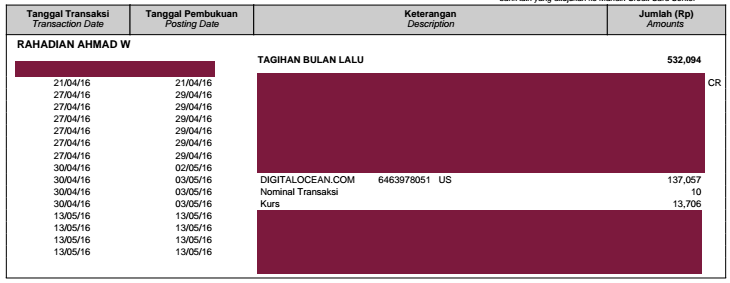 Tanggal Transaksi Tanggal Pembukuan Keterangan Jumlah (Rp)
Transaction Date Posting Date Description Amounts
RAHADIAN AHMAD W
TAGIHAN BULAN LALU 532,094
21/04/16 21/04/16 CR
27/04/16 29/04/16
27/04/16 29/04/16
27/04/16 29/04/16
27/04/16 29/04/16
27/04/16 29/04/16
27/04/16 29/04/16
30/04/16 02/05/16
30/04/16 03/05/16 DIGITALOCEAN.COM 6463978051 US 137,057
30/04/16 03/05/16 Nominal Transaksi 10
30/04/16 03/05/16 Kurs 13,706
13/05/16 13/05/16
13/05/16 13/05/16
13/05/16 13/05/16
13/05/16 13/05/16